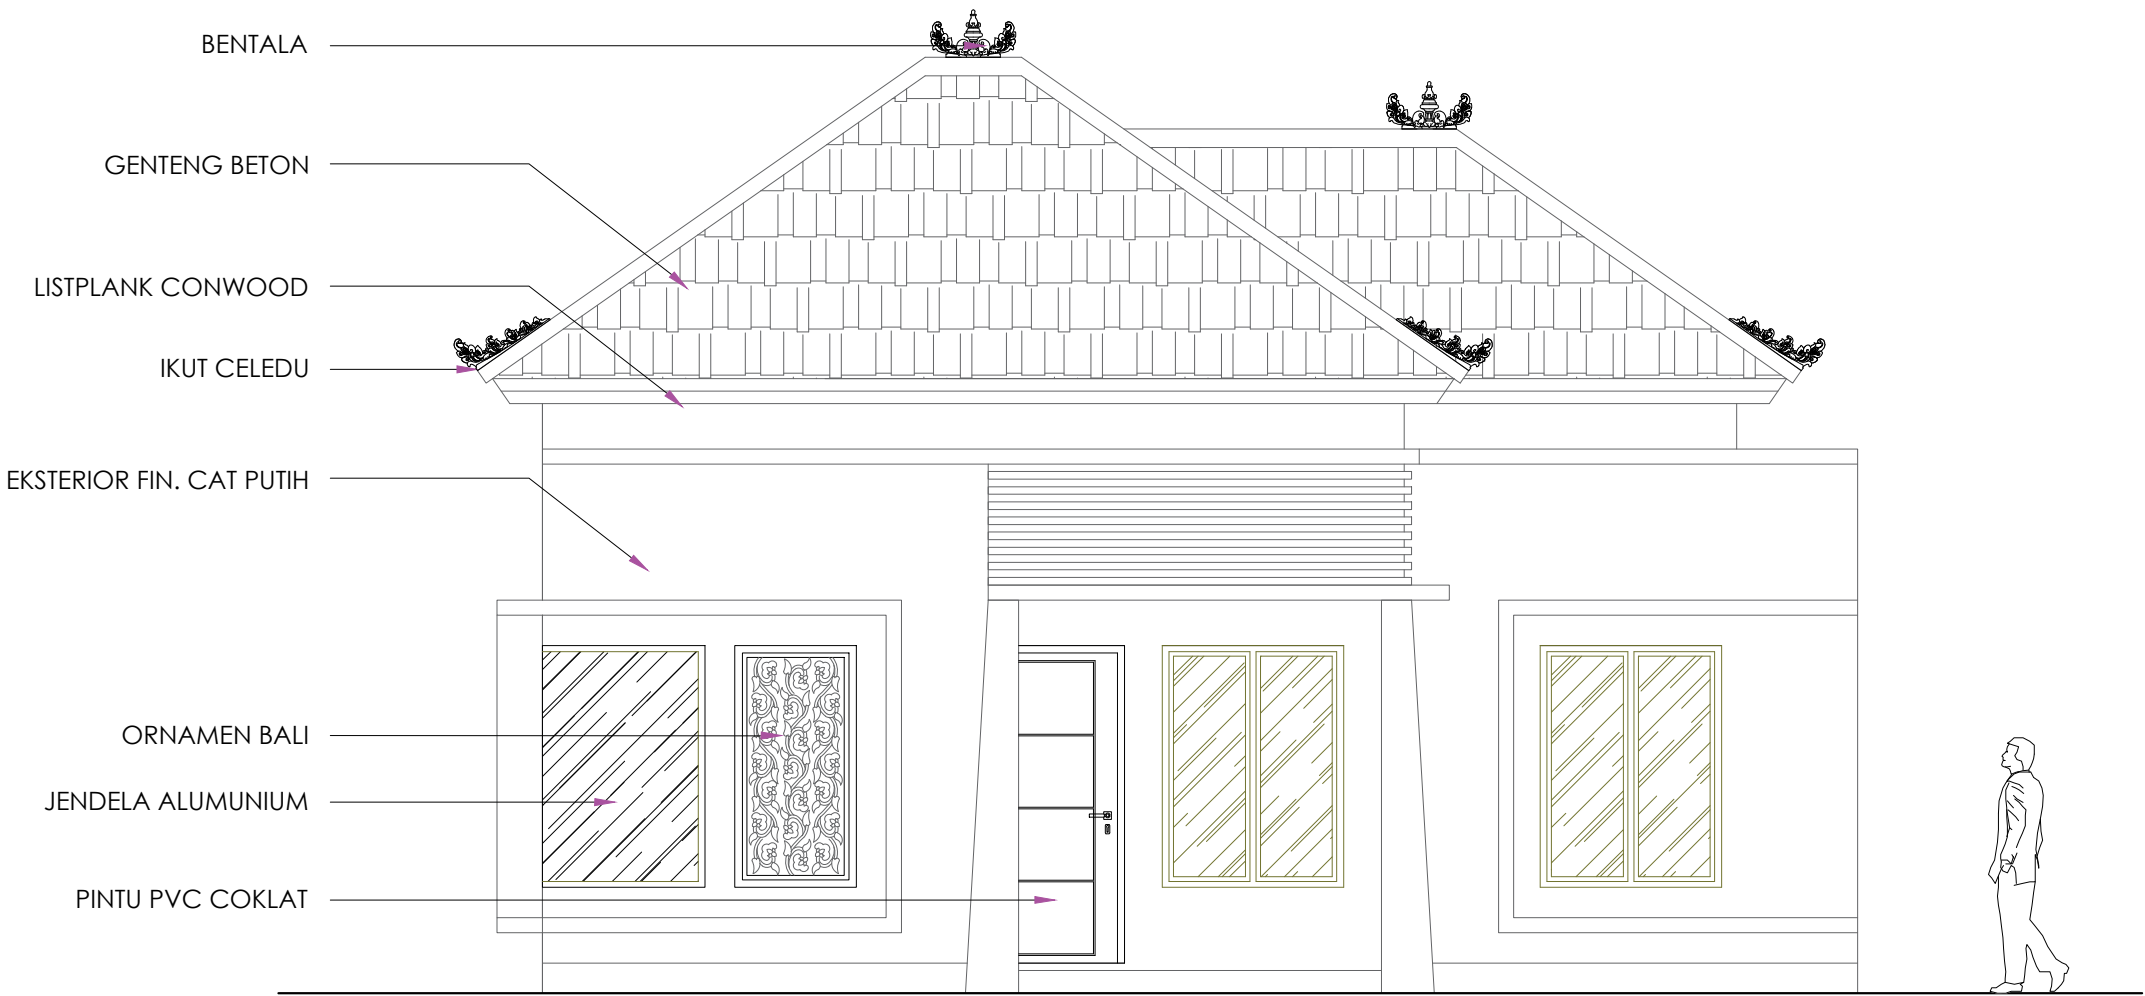 BENTALA
GENTENG BETON
LISTPLANK CONWOOD
IKUT CELEDU
EKSTERIOR FIN. CAT PUTIH
ORNAMEN BALI
JENDELA ALUMUNIUM
PINTU PVC COKLAT